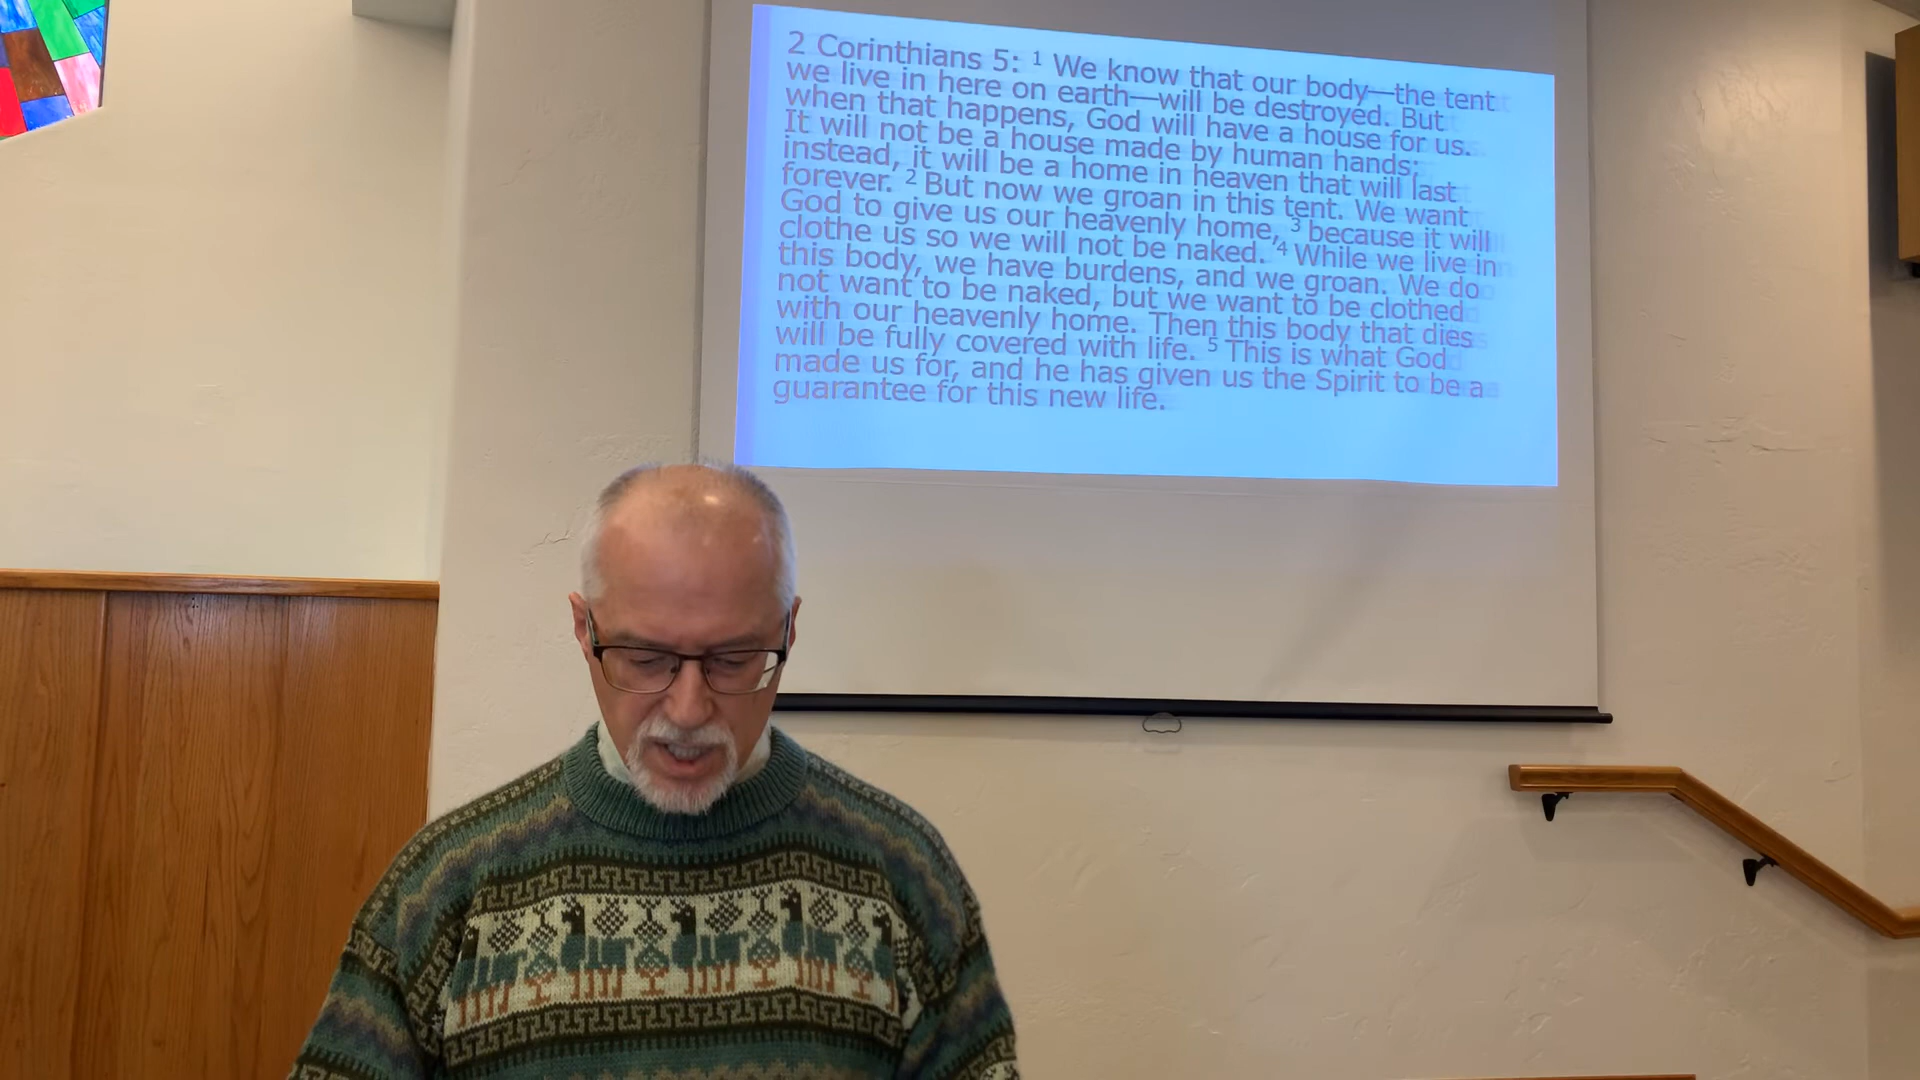 2 Corinthians 5: ¹ We know that our body—the tent
we live in here on earth—will be destroyed. But
when that happens, God will have a house for us.
It will not be a house made by human hands;
instead, it will be a home in heaven that will last
forever. ² But now we groan in this tent. We want
God to give us our heavenly home, ³ because it will
clothe us so we will not be naked. ⁴ While we live in
this body, we have burdens, and we groan. We do
not want to be naked, but we want to be clothed
with our heavenly home. Then this body that dies
will be fully covered with life. ⁵ This is what God
made us for, and he has given us the Spirit to be a
guarantee for this new life.